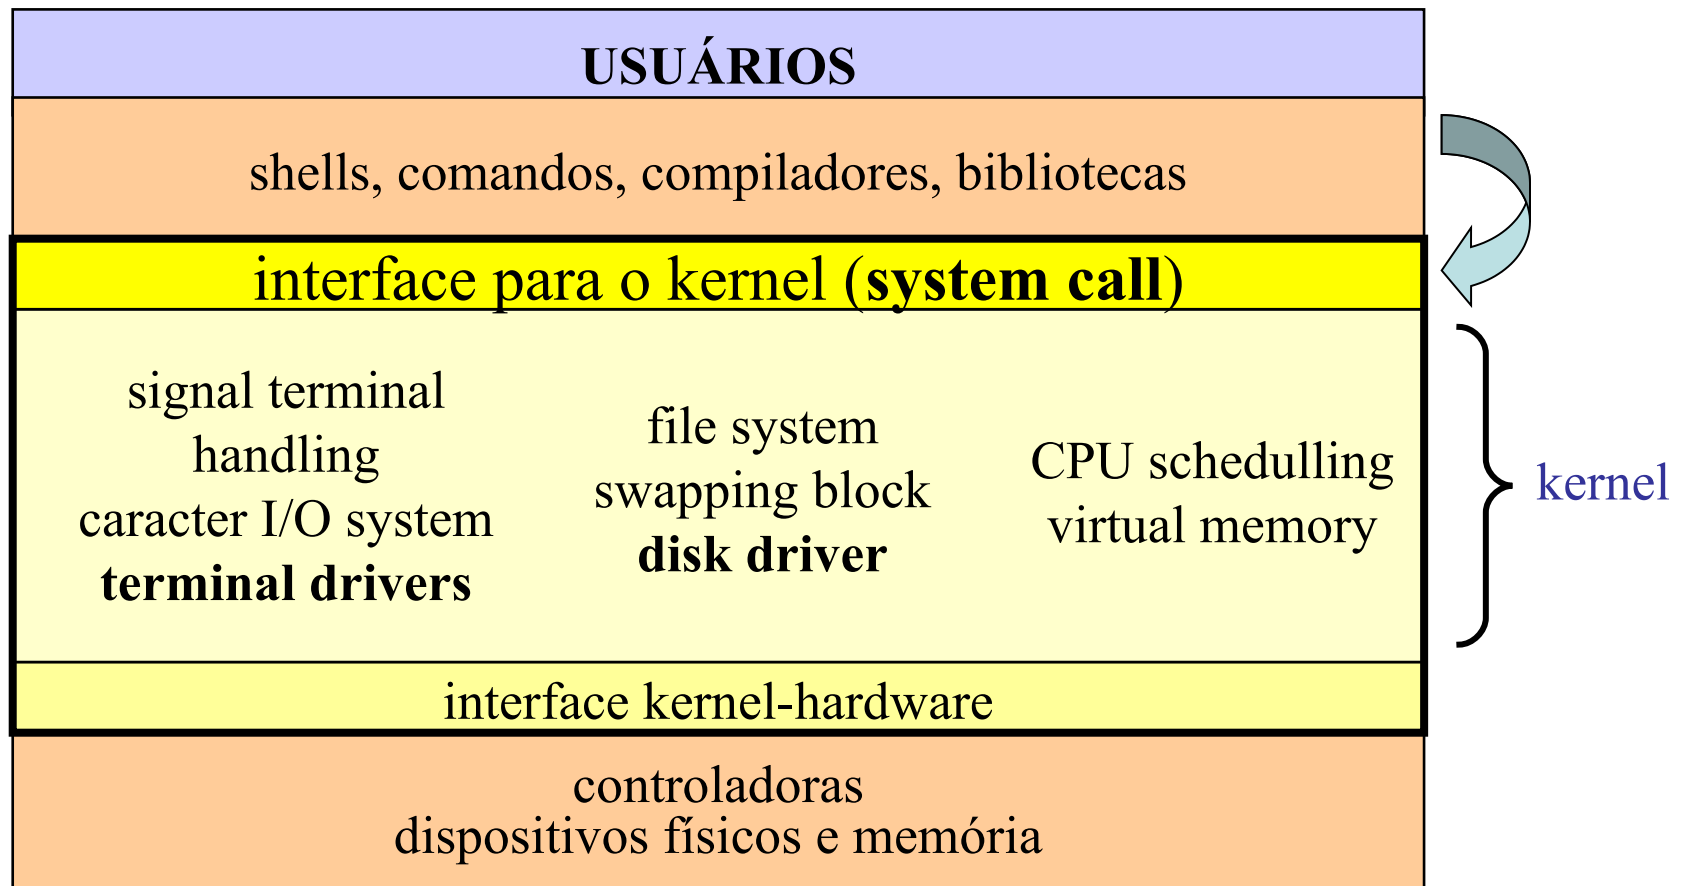 USUÁRIOS
shells, comandos, compiladores, bibliotecas
interface para o kernel (system call)
signal terminal
handling
caracter I/O system
terminal drivers
file system
swapping block
disk driver
CPU schedulling
virtual memory
kernel
interface kernel-hardware
controladoras
dispositivos físicos e memória